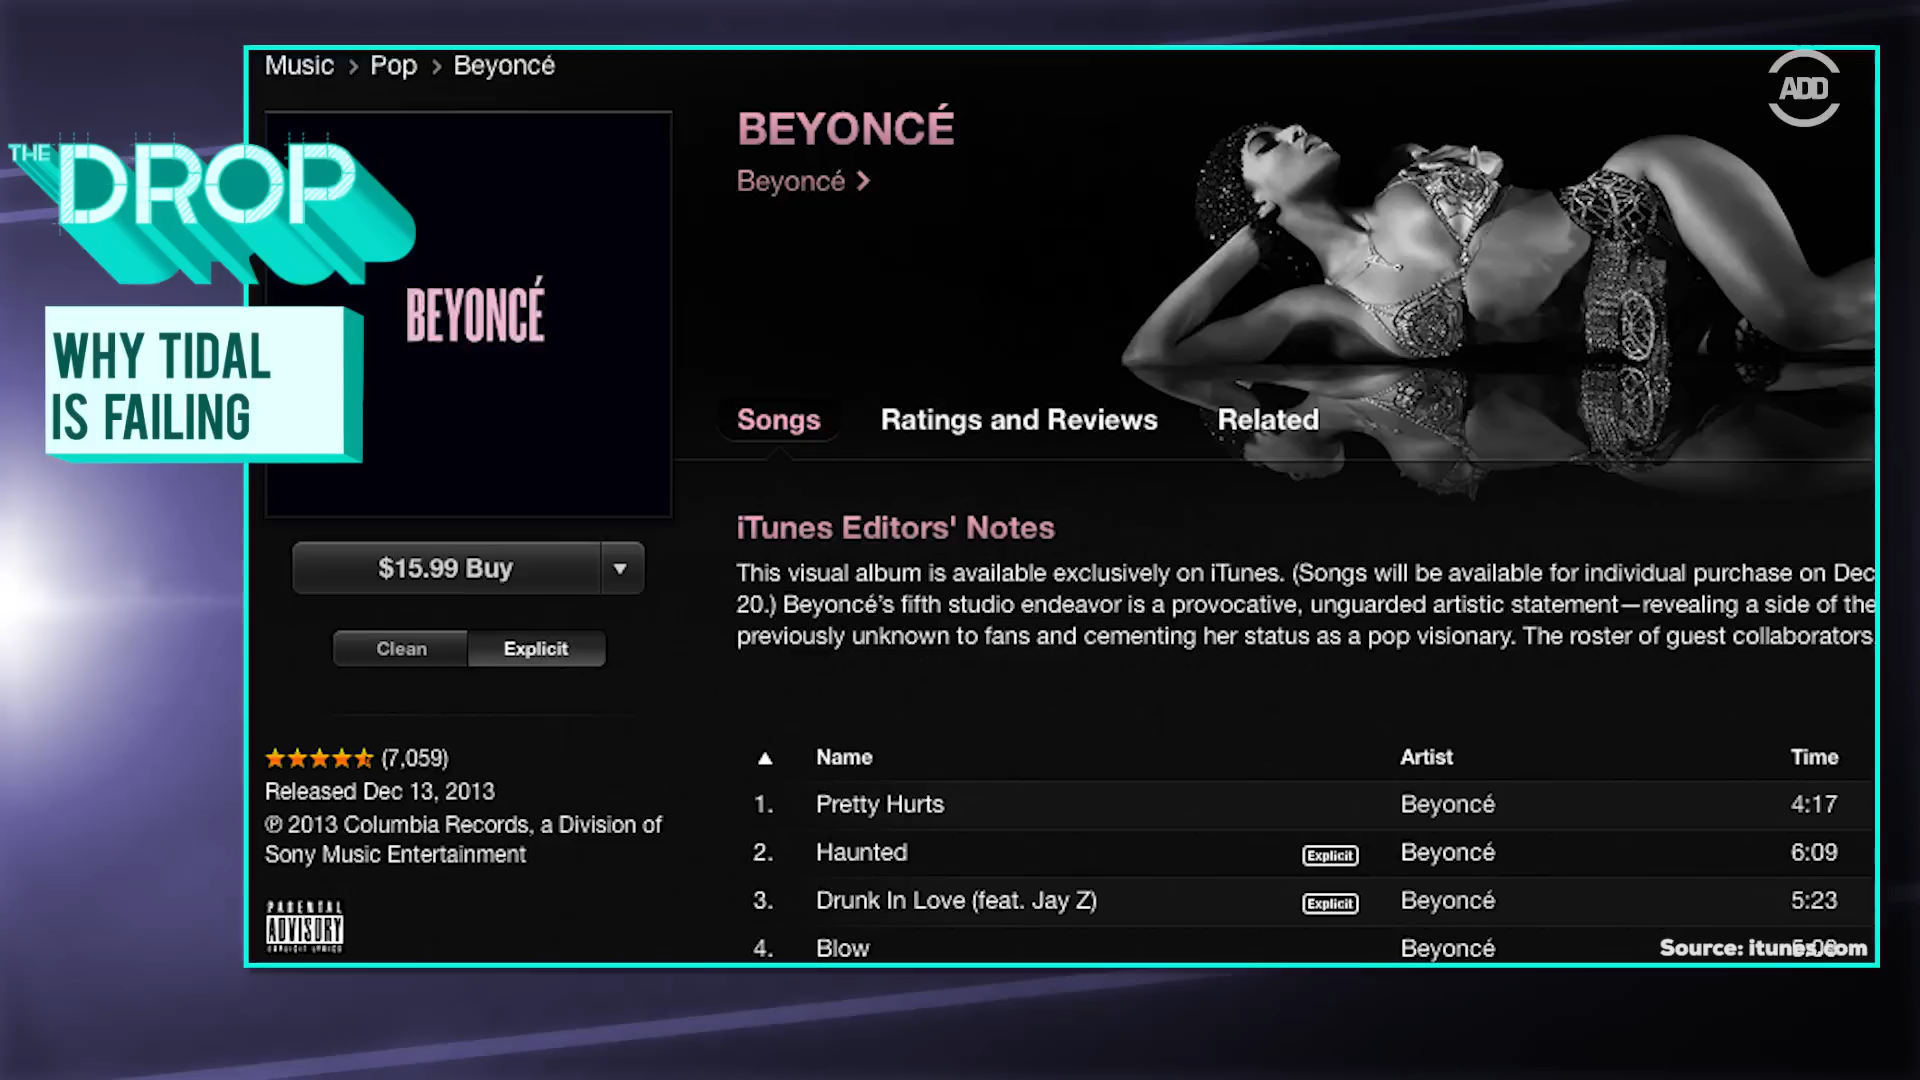 Music > Pop > Beyoncé
ADD
THE DROP
WHY TIDAL
IS FAILING
BEYONCÉ
BEYONCÉ
Beyoncé >
Songs
Ratings and Reviews
Related
iTunes Editors' Notes
This visual album is available exclusively on iTunes. (Songs will be available for individual purchase on Dec
20.) Beyoncé's fifth studio endeavor is a provocative, unguarded artistic statement—revealing a side of the
previously unknown to fans and cementing her status as a pop visionary. The roster of guest collaborators
$15.99 Buy
Clean
Explicit
(7,059)
Released Dec 13, 2013
℗ 2013 Columbia Records, a Division of
Sony Music Entertainment
PARENTAL
ADVISORY
EXPLICIT LYRICS
Name Artist Time
1. Pretty Hurts Beyoncé 4:17
2. Haunted Explicit Beyoncé 6:09
3. Drunk In Love (feat. Jay Z) Explicit Beyoncé 5:23
4. Blow Beyoncé
Source: itunes.com